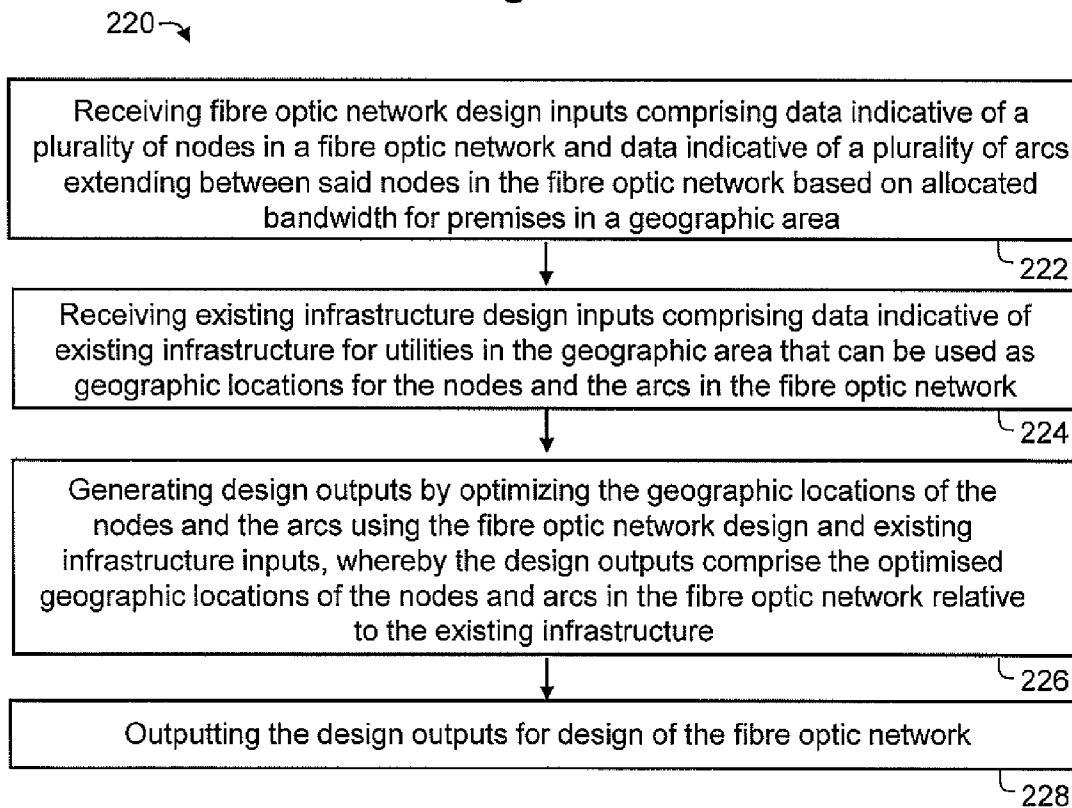 220
Receiving fibre optic network design inputs comprising data indicative of a
plurality of nodes in a fibre optic network and data indicative of a plurality of arcs
extending between said nodes in the fibre optic network based on allocated
bandwidth for premises in a geographic area
222
Receiving existing infrastructure design inputs comprising data indicative of
existing infrastructure for utilities in the geographic area that can be used as
geographic locations for the nodes and the arcs in the fibre optic network
224
Generating design outputs by optimizing the geographic locations of the
nodes and the arcs using the fibre optic network design and existing
infrastructure inputs, whereby the design outputs comprise the optimised
geographic locations of the nodes and arcs in the fibre optic network relative
to the existing infrastructure
226
Outputting the design outputs for design of the fibre optic network
228